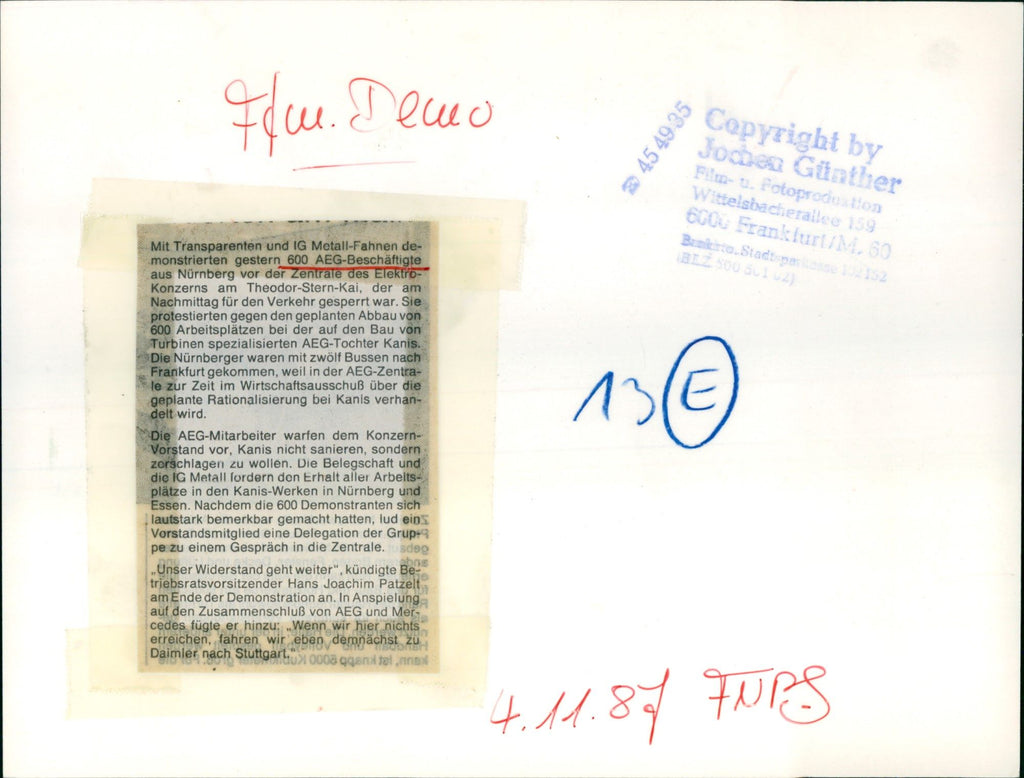 Ffm. Demo
454935
Copyright by
Jochen Günther
Film- u. Fotoproduktion
Wittelsbacherallee 159
6000 Frankfurt/M. 60
Bankkto. Stadtsparkasse 102152
(BLZ 500 501 02)
Mit Transparenten und IG Metall-Fahnen de-
monstrierten gestern 600 AEG-Beschäftigte
aus Nürnberg vor der Zentrale des Elektro-
Konzerns am Theodor-Stern-Kai, der am
Nachmittag für den Verkehr gesperrt war. Sie
protestierten gegen den geplanten Abbau von
600 Arbeitsplätzen bei der auf den Bau von
Turbinen spezialisierten AEG-Tochter Kanis.
Die Nürnberger waren mit zwölf Bussen nach
Frankfurt gekommen, weil in der AEG-Zentra-
le zur Zeit im Wirtschaftsausschuß über die
geplante Rationalisierung bei Kanis verhan-
delt wird.
Die AEG-Mitarbeiter warfen dem Konzern-
Vorstand vor, Kanis nicht sanieren, sondern
zerschlagen zu wollen. Die Belegschaft und
die IG Metall fordern den Erhalt aller Arbeits-
plätze in den Kanis-Werken in Nürnberg und
Essen. Nachdem die 600 Demonstranten sich
lautstark bemerkbar gemacht hatten, lud ein
Vorstandsmitglied eine Delegation der Grup-
pe zu einem Gespräch in die Zentrale.
„Unser Widerstand geht weiter", kündigte Be-
triebsratsvorsitzender Hans Joachim Patzelt
am Ende der Demonstration an. In Anspielung
auf den Zusammenschluß von AEG und Mer-
cedes fügte er hinzu: „Wenn wir hier nichts
erreichen, fahren wir eben demnächst zu
Daimler nach Stuttgart."
13 E
4.11.87 FNP